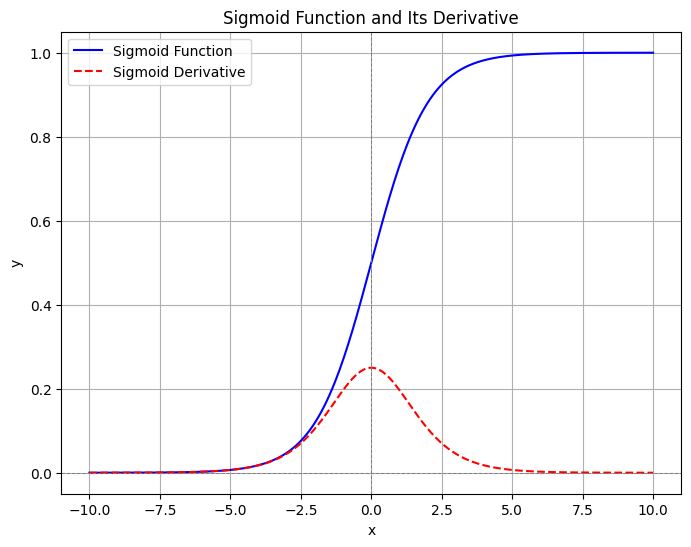 Sigmoid Function and Its Derivative
Sigmoid Function
Sigmoid Derivative
1.0
0.8
0.6
0.4
0.2
0.0
y
−10.0 −7.5 −5.0 −2.5 0.0 2.5 5.0 7.5 10.0
x